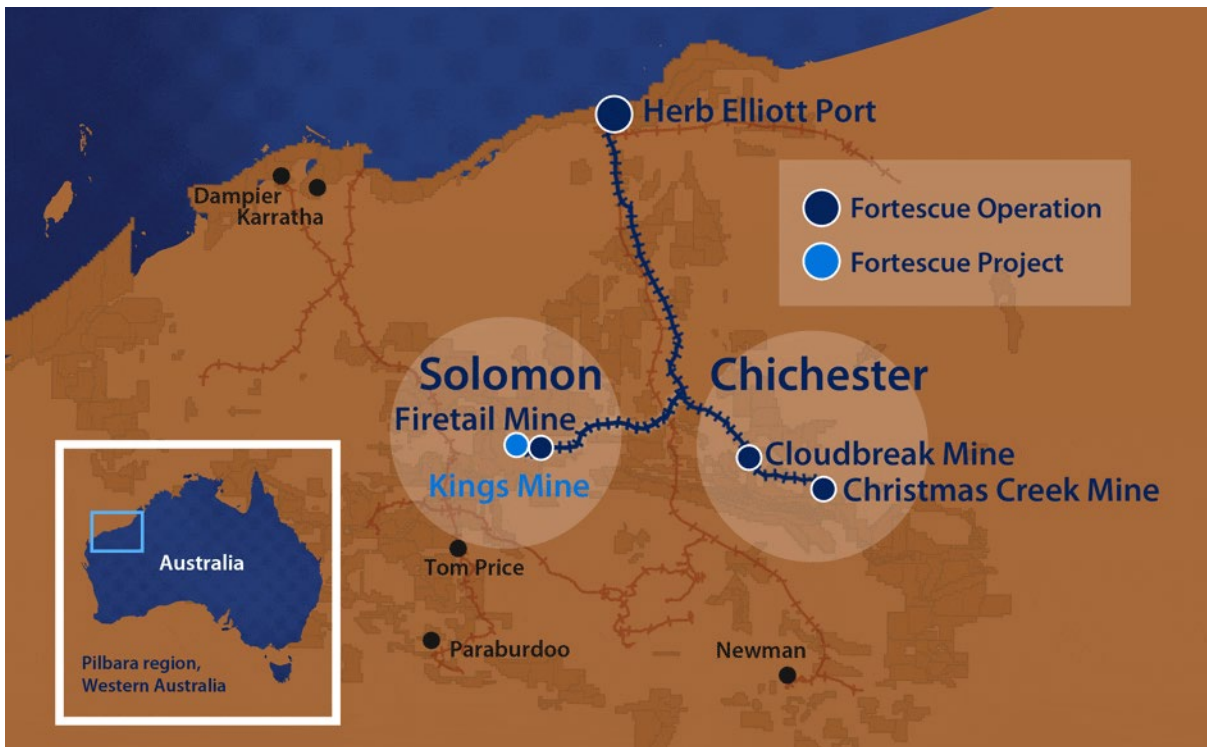 Herb Elliott Port
Dampier
Karratha
Fortescue Operation
Fortescue Project
Solomon
Chichester
Firetail Mine
Kings Mine
Cloudbreak Mine
Christmas Creek Mine
Tom Price
Paraburdoo
Newman
Australia
Pilbara region,
Western Australia